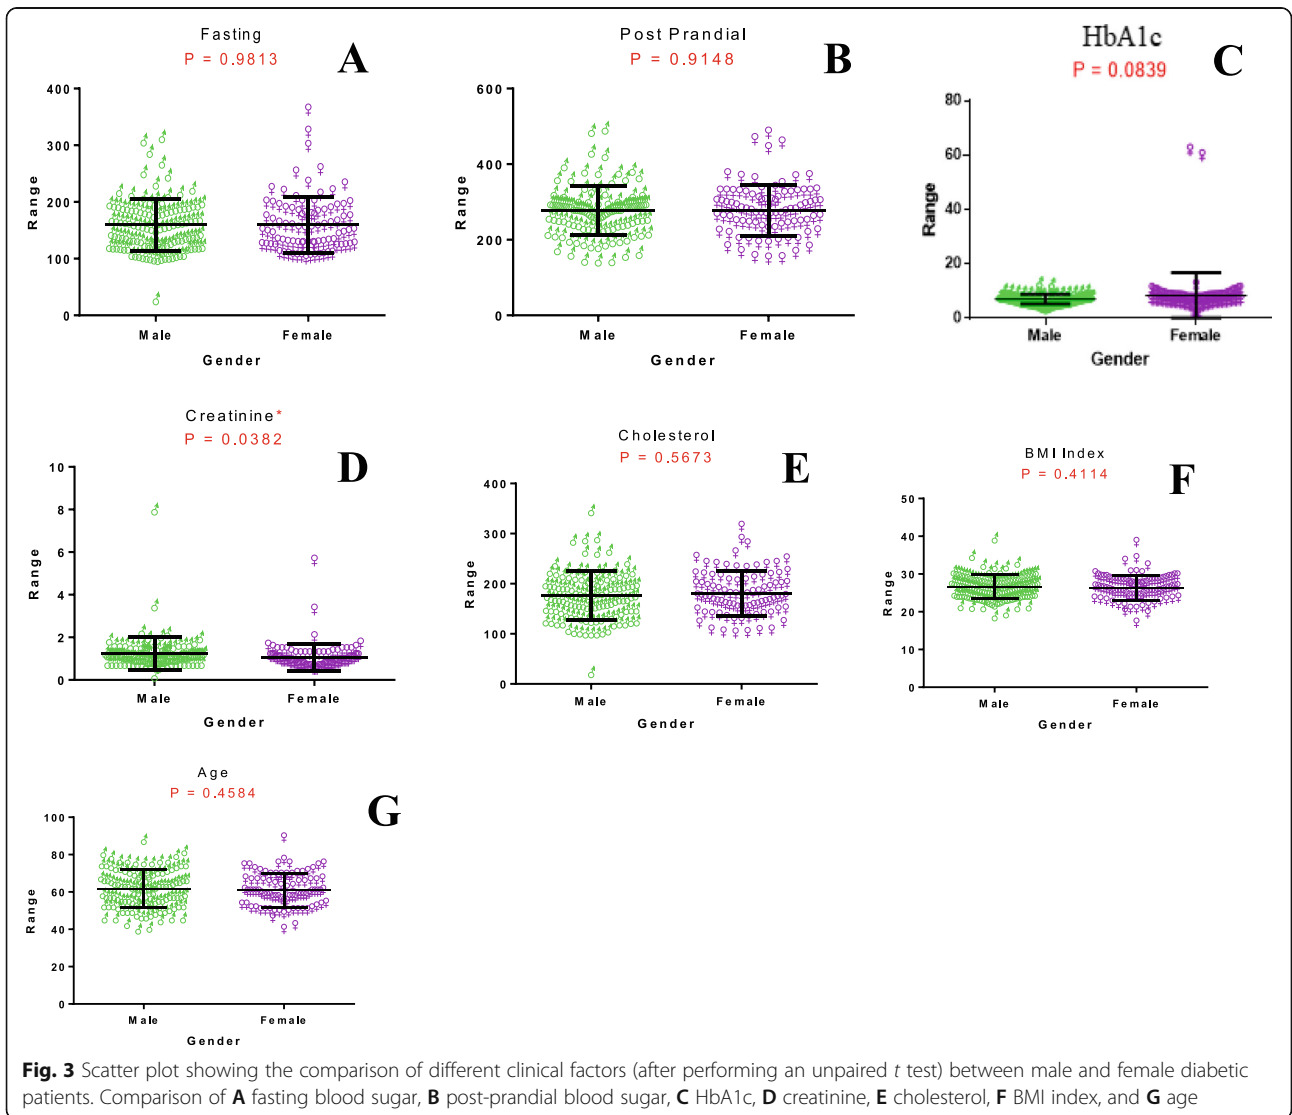 Fasting
P = 0.9813
A
400
300
200
100
0
Range
Male
Female
Gender
Post Prandial
P = 0.9148
B
600
400
200
0
Range
Male
Female
Gender
HbA1c
P = 0.0839
C
80
60
40
20
0
Range
Male
Female
Gender
Creatinine*
P = 0.0382
D
10
8
6
4
2
0
Range
Male
Female
Gender
Cholesterol
P = 0.5673
E
400
300
200
100
0
Range
Male
Female
Gender
BMI Index
P = 0.4114
F
50
40
30
20
10
0
Range
Male
Female
Gender
Age
P = 0.4584
G
100
80
60
40
20
0
Range
Male
Female
Gender
Fig. 3 Scatter plot showing the comparison of different clinical factors (after performing an unpaired t test) between male and female diabetic
patients. Comparison of A fasting blood sugar, B post-prandial blood sugar, C HbA1c, D creatinine, E cholesterol, F BMI index, and G age